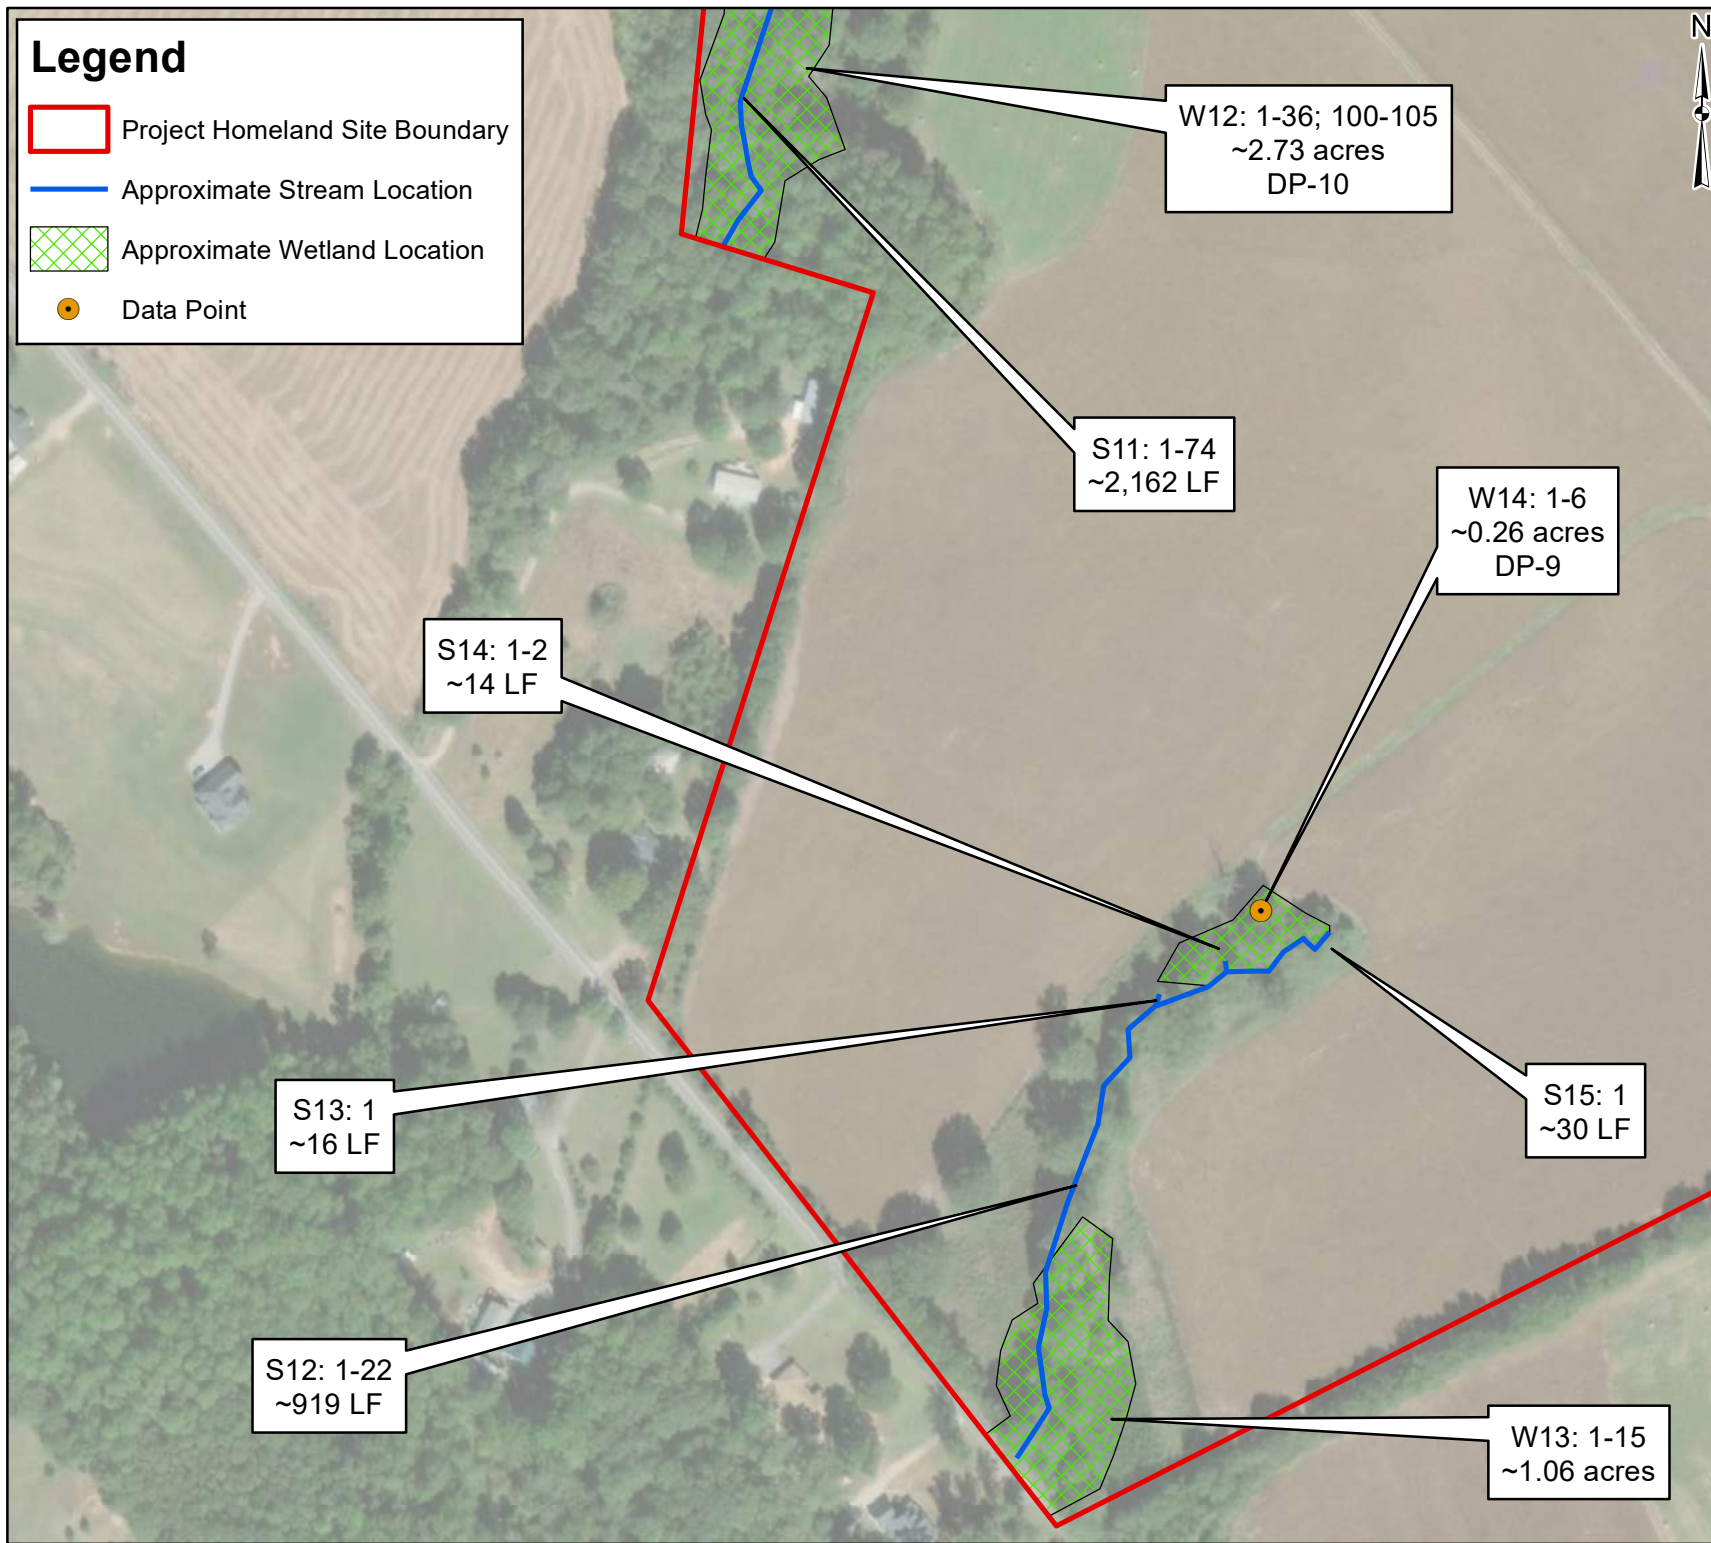 Legend
Project Homeland Site Boundary
Approximate Stream Location
Approximate Wetland Location
Data Point
N
W12: 1-36; 100-105
~2.73 acres
DP-10
S11: 1-74
~2,162 LF
W14: 1-6
~0.26 acres
DP-9
S14: 1-2
~14 LF
S13: 1
~16 LF
S15: 1
~30 LF
S12: 1-22
~919 LF
W13: 1-15
~1.06 acres